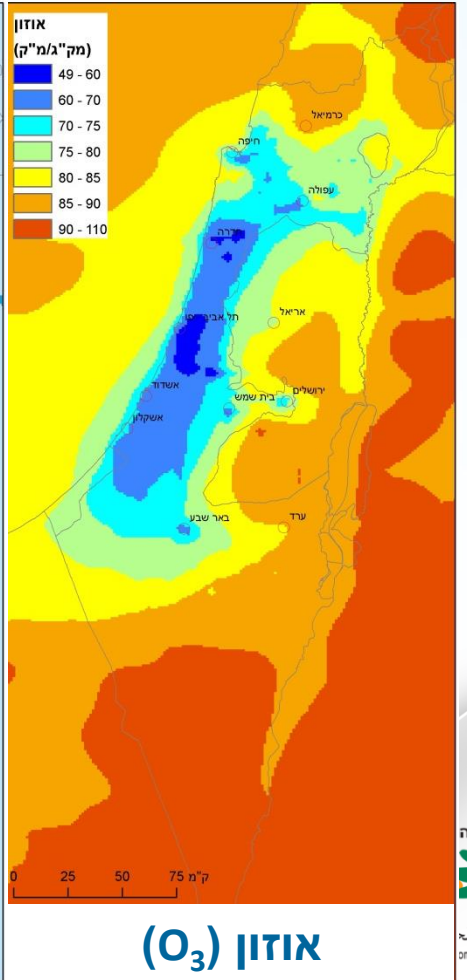 אוזון
(מק"ג/מ"ק)
49 - 60
60 - 70
70 - 75
75 - 80
80 - 85
85 - 90
90 - 110
כרמיאל
חיפה
עפולה
חדרה
אריאל
תל אביב יפו
ירושלים
בית שמש
אשדוד
אשקלון
באר שבע
ערד
0 25 50 75 ק"מ
אוזון (O₃)